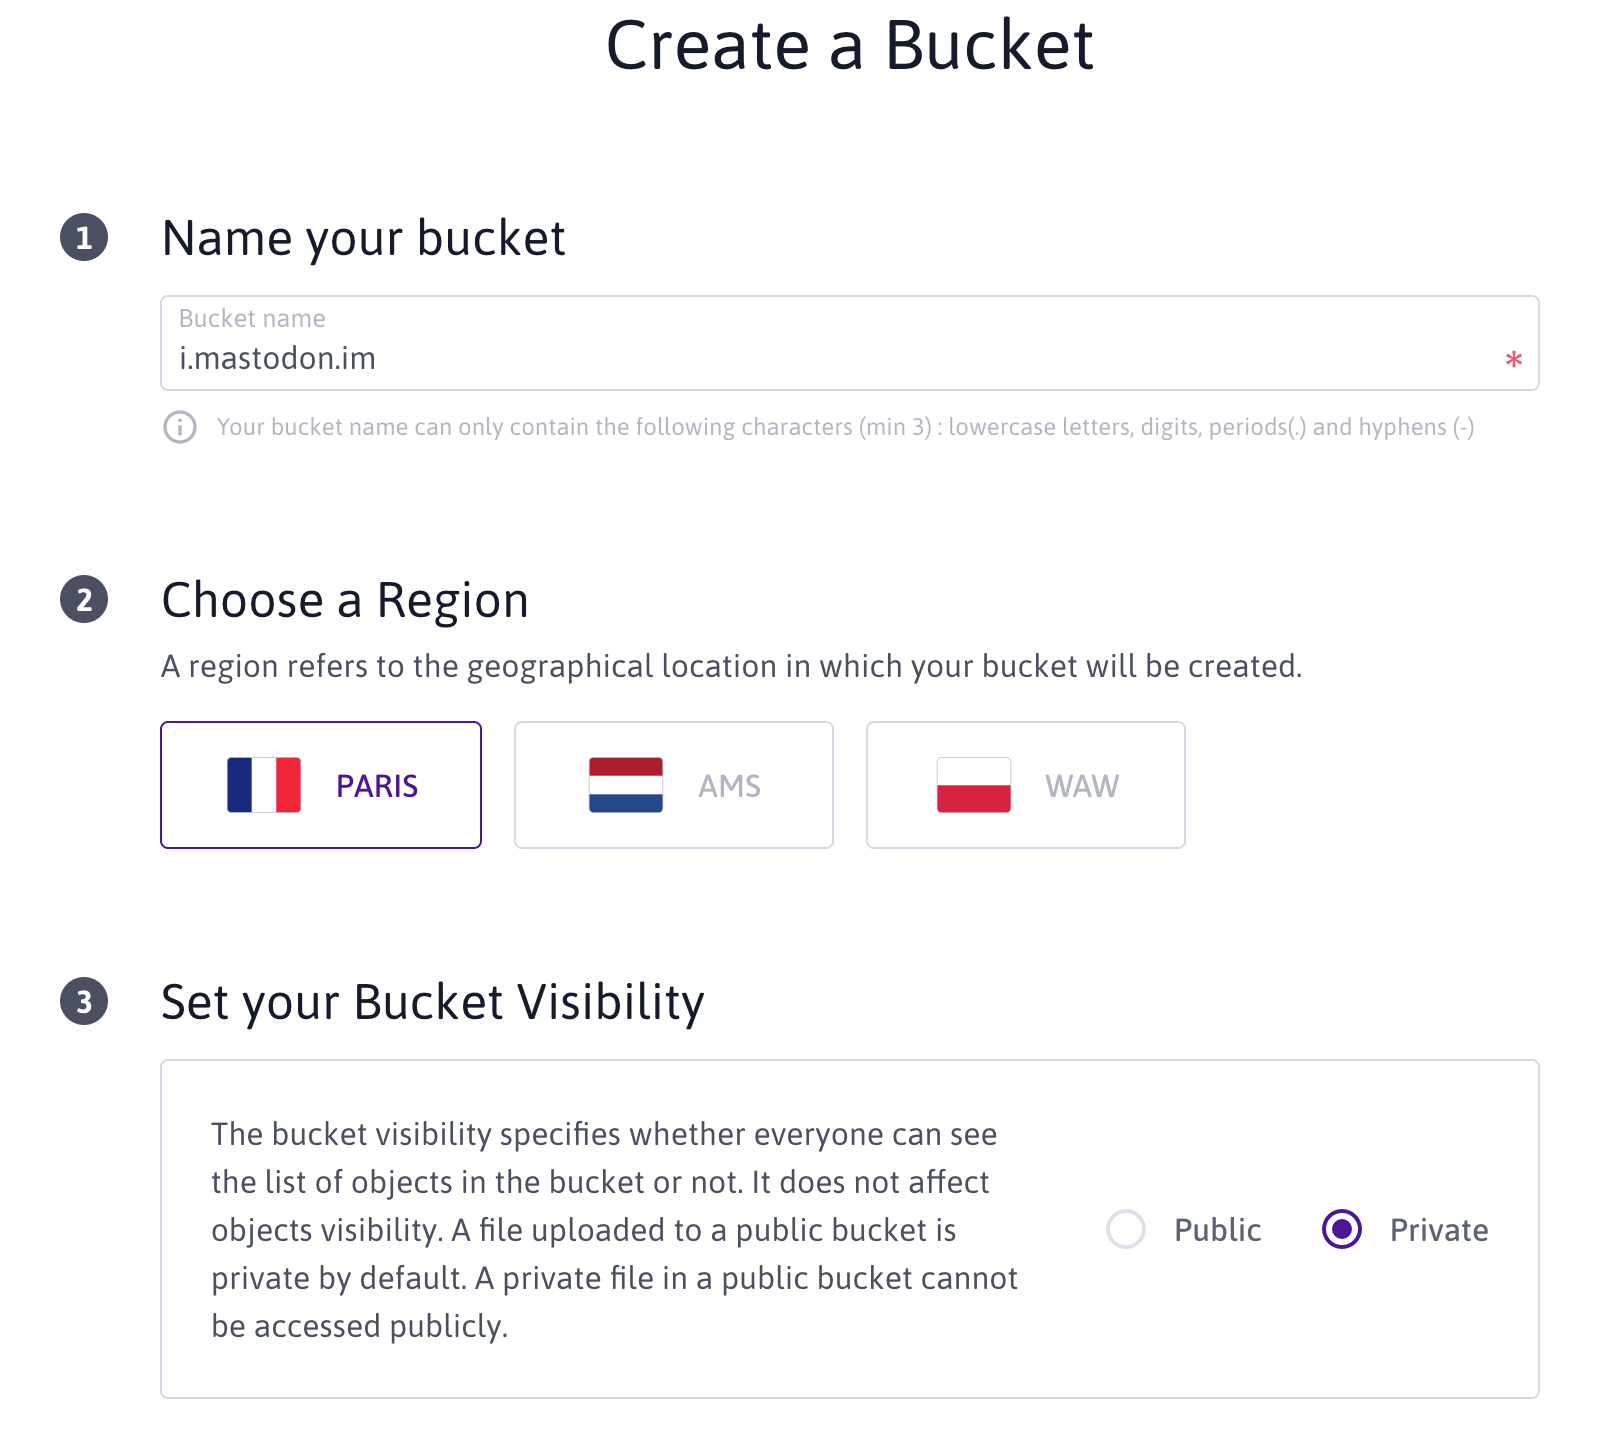 Create a Bucket
1 Name your bucket
Bucket name
i.mastodon.im *
Your bucket name can only contain the following characters (min 3) : lowercase letters, digits, periods(.) and hyphens (-)
2 Choose a Region
A region refers to the geographical location in which your bucket will be created.
PARIS AMS WAW
3 Set your Bucket Visibility
The bucket visibility specifies whether everyone can see
the list of objects in the bucket or not. It does not affect
objects visibility. A file uploaded to a public bucket is
private by default. A private file in a public bucket cannot
be accessed publicly.
Public Private